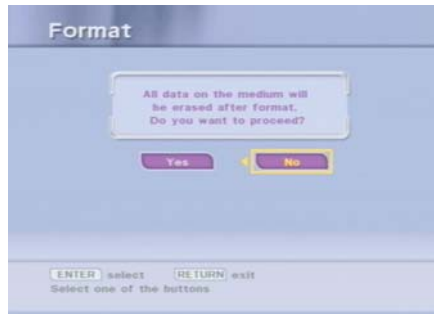 Format
All data on the medium will
be erased after format.
Do you want to proceed?
Yes No
ENTER select RETURN exit
Select one of the buttons